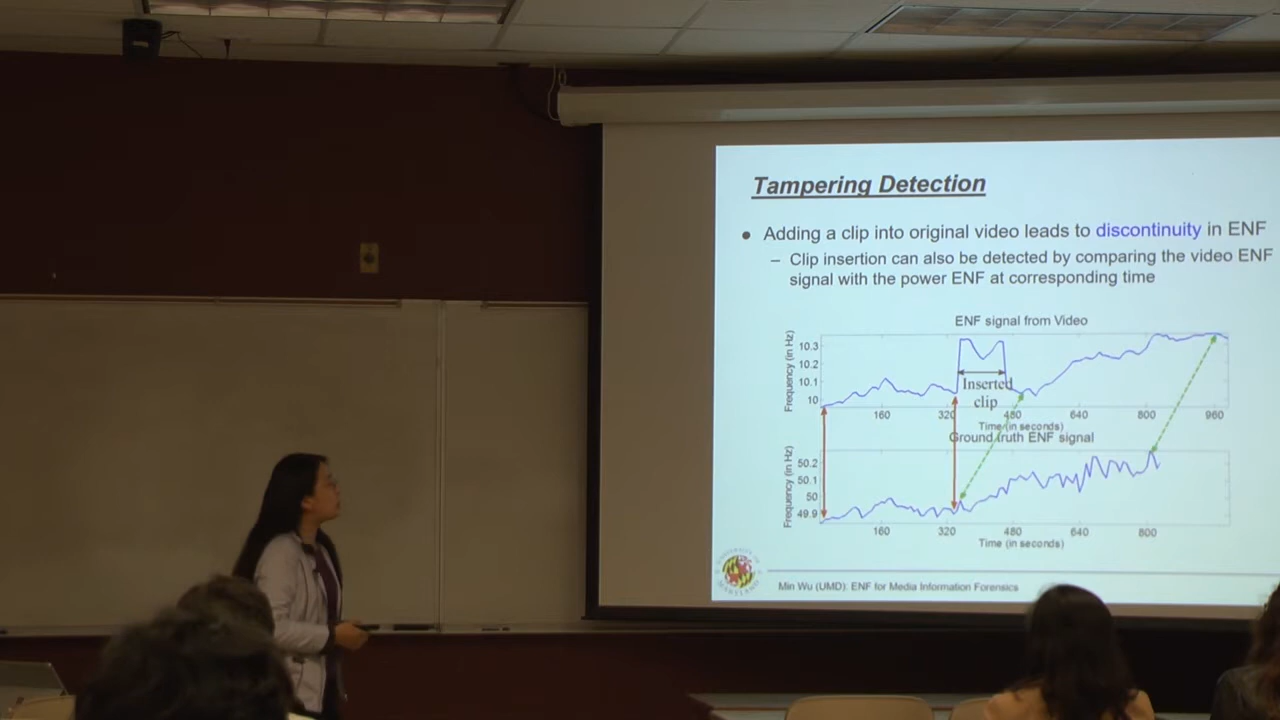 Tampering Detection
● Adding a clip into original video leads to discontinuity in ENF
– Clip insertion can also be detected by comparing the video ENF
signal with the power ENF at corresponding time
ENF signal from Video
Frequency (in Hz)
10.3
10.2
10.1
10
Inserted
clip
160 320 480 640 800 960
Time (in seconds)
Ground truth ENF signal
Frequency (in Hz)
50.2
50.1
50
49.9
160 320 480 640 800
Time (in seconds)
Min Wu (UMD): ENF for Media Information Forensics